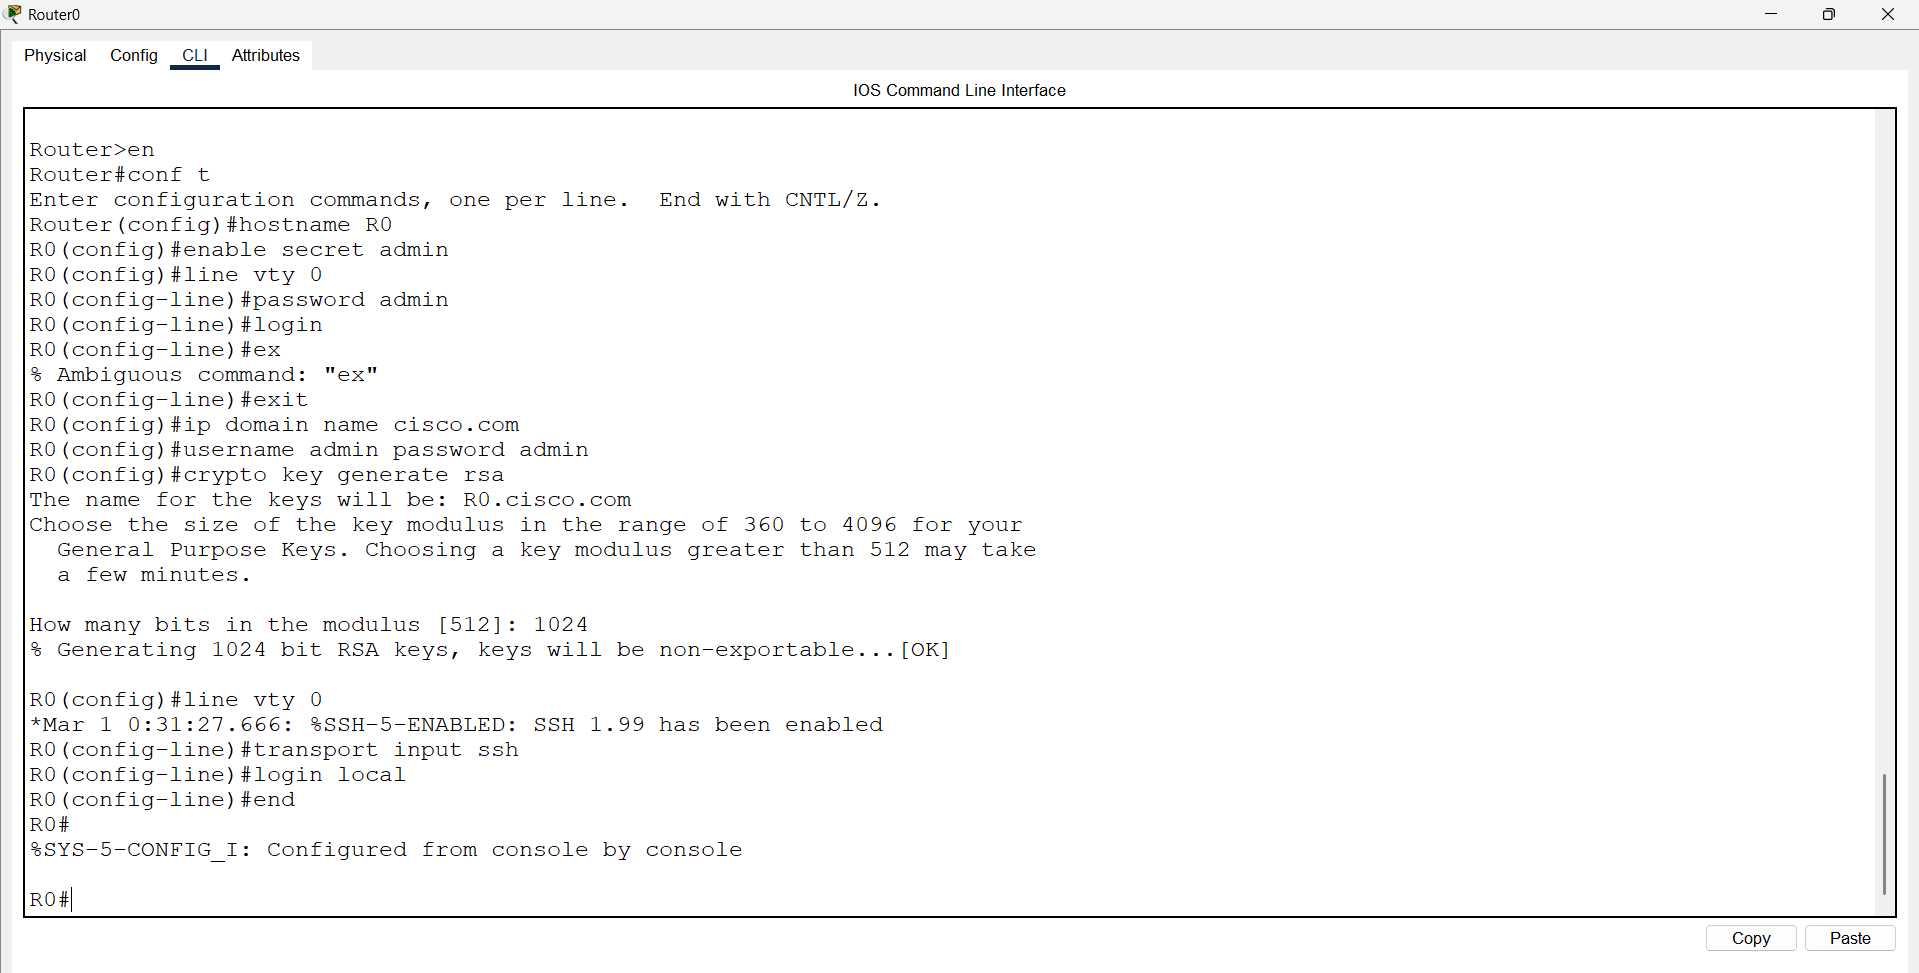 Router0
Physical Config CLI Attributes
IOS Command Line Interface
Router>en
Router#conf t
Enter configuration commands, one per line.  End with CNTL/Z.
Router(config)#hostname R0
R0(config)#enable secret admin
R0(config)#line vty 0
R0(config-line)#password admin
R0(config-line)#login
R0(config-line)#ex
% Ambiguous command: "ex"
R0(config-line)#exit
R0(config)#ip domain name cisco.com
R0(config)#username admin password admin
R0(config)#crypto key generate rsa
The name for the keys will be: R0.cisco.com
Choose the size of the key modulus in the range of 360 to 4096 for your
  General Purpose Keys. Choosing a key modulus greater than 512 may take
  a few minutes.
How many bits in the modulus [512]: 1024
% Generating 1024 bit RSA keys, keys will be non-exportable...[OK]
R0(config)#line vty 0
*Mar 1 0:31:27.666: %SSH-5-ENABLED: SSH 1.99 has been enabled
R0(config-line)#transport input ssh
R0(config-line)#login local
R0(config-line)#end
R0#
%SYS-5-CONFIG_I: Configured from console by console
R0#
Copy Paste